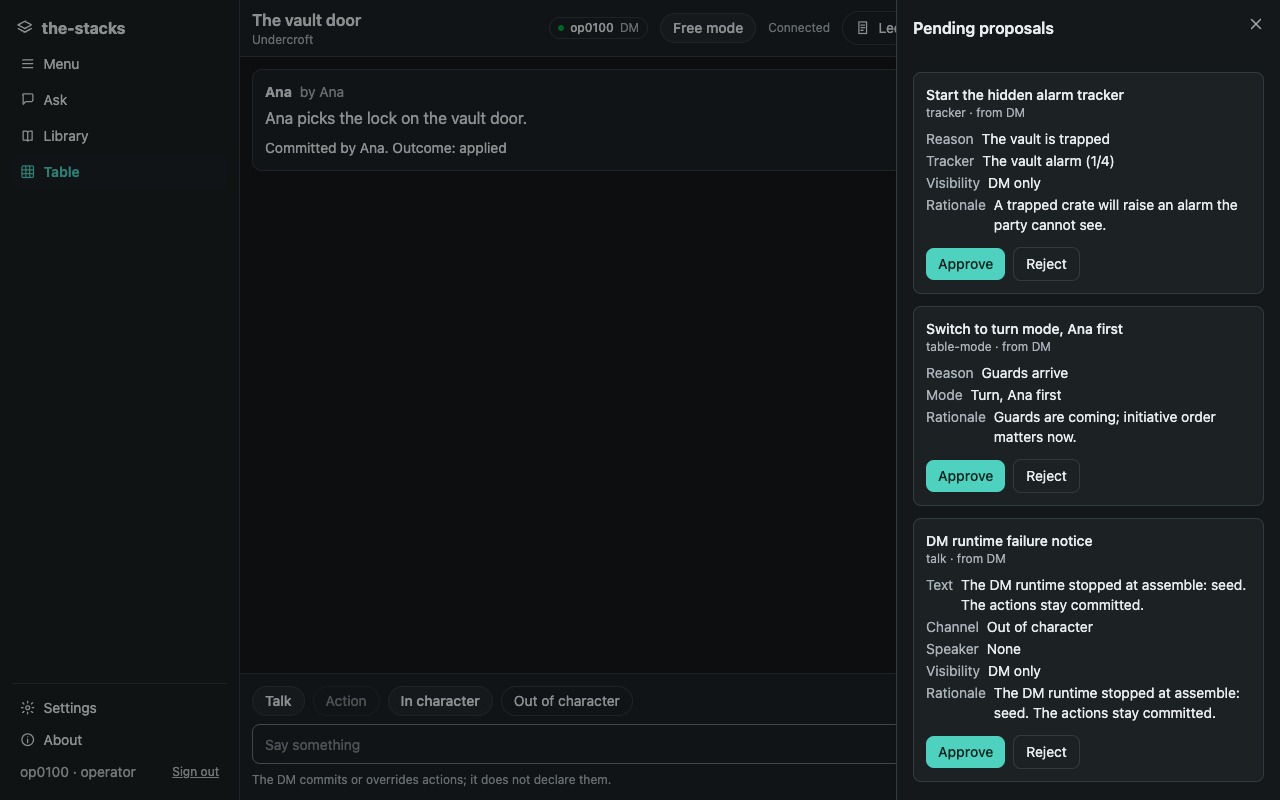 the-stacks
Menu
Ask
Library
Table
Settings
About
op0100 · operator
Sign out
The vault door
Undercroft
op0100 DM
Free mode
Connected
Ana by Ana
Ana picks the lock on the vault door.
Committed by Ana. Outcome: applied
Talk
Action
In character
Out of character
Say something
The DM commits or overrides actions; it does not declare them.
Pending proposals
Start the hidden alarm tracker
tracker · from DM
Reason The vault is trapped
Tracker The vault alarm (1/4)
Visibility DM only
Rationale A trapped crate will raise an alarm the
party cannot see.
Approve
Reject
Switch to turn mode, Ana first
table-mode · from DM
Reason Guards arrive
Mode Turn, Ana first
Rationale Guards are coming; initiative order
matters now.
Approve
Reject
DM runtime failure notice
talk · from DM
Text The DM runtime stopped at assemble: seed.
The actions stay committed.
Channel Out of character
Speaker None
Visibility DM only
Rationale The DM runtime stopped at assemble:
seed. The actions stay committed.
Approve
Reject